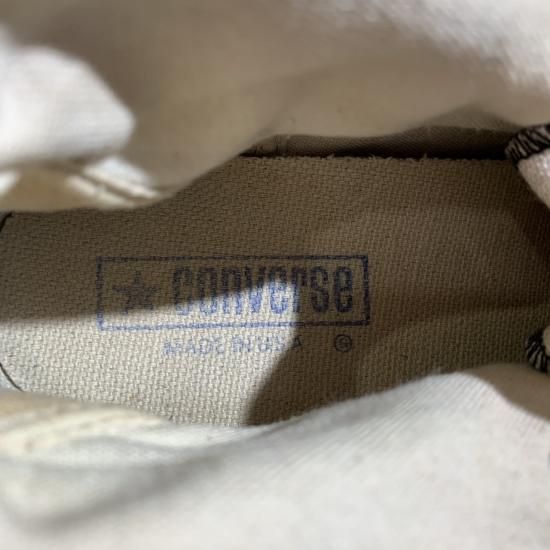 ★ converse
MADE IN U.S.A ®